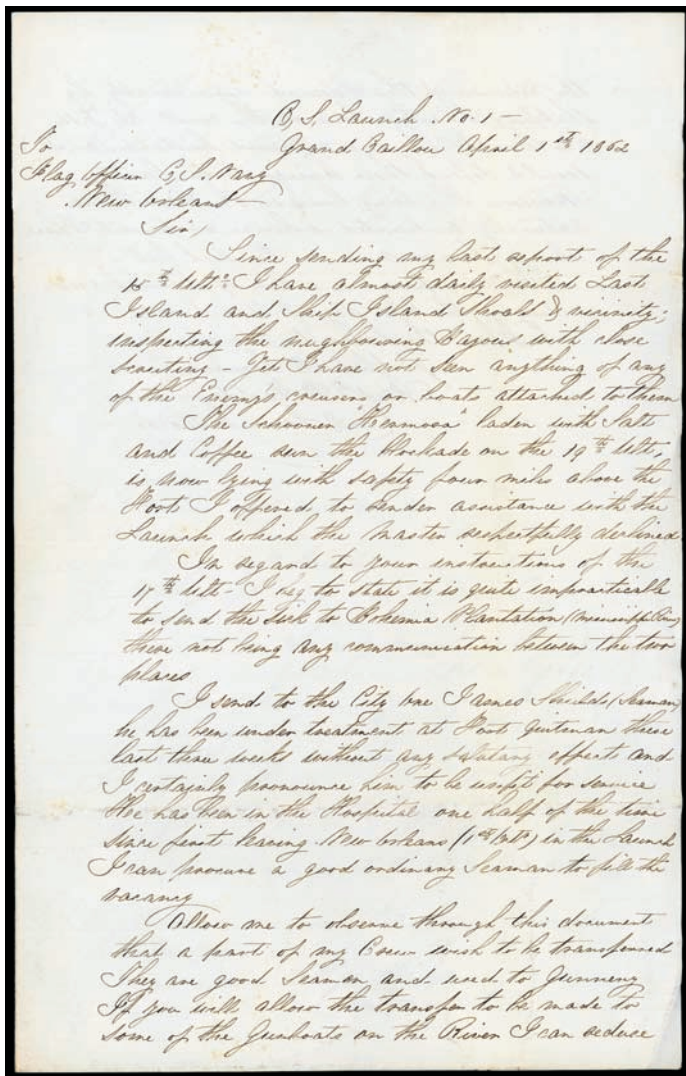 C, S, Launch No. 1 —
Grand Caillou April 1st 1862
To
Flag Officer C, S. Navy
New Orleans —
Sir,
Since sending my last report of the
15th Ulto. I have almost daily visited Last
Island and Ship Island Shoals & vicinity;
inspecting the neighbouring Bayous with close
scrutiny — Yet I have not seen anything of any
of the Enemy's cruisers or boats attached to them
The Schooner "Hermosa" laden with Salt
and Coffee run the blockade on the 19th Ulto.
is now lying with safety four miles above the
Fort I offered to render assistance with the
Launch which the Master respectfully declined.
In regard to your instructions of the
17th Ulto — I beg to state it is quite impracticable
to send the sick to Bohemia Plantation (Mississippi River)
there not being any communication between the two
places
I send to the City one James Shields (Seaman)
he has been under treatment at Fort Quitman these
last three weeks without any salutary effects and
I certainly pronounce him to be unfit for service
He has been in the Hospital one half of the time
since first leaving New Orleans in the Launch
I can procure a good ordinary Seaman to fill the
vacancy
Allow me to observe through this document
that a part of my Crew wish to be transferred
They are good Seamen and used to Gunnery
If you will allow the transfer to be made to
some of the Gunboats on the River I can reduce